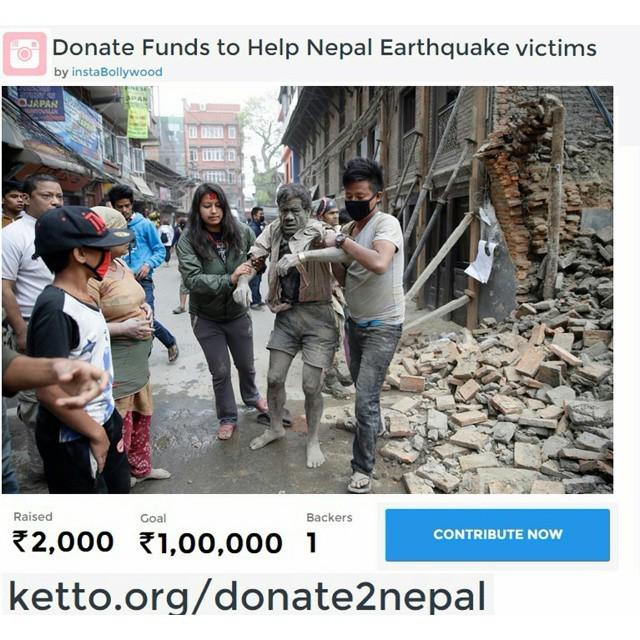 Donate Funds to Help Nepal Earthquake victims
by instaBollywood
JAPAN
Raised
Goal
Backers
₹2,000
₹1,00,000
1
CONTRIBUTE NOW
ketto.org/donate2nepal